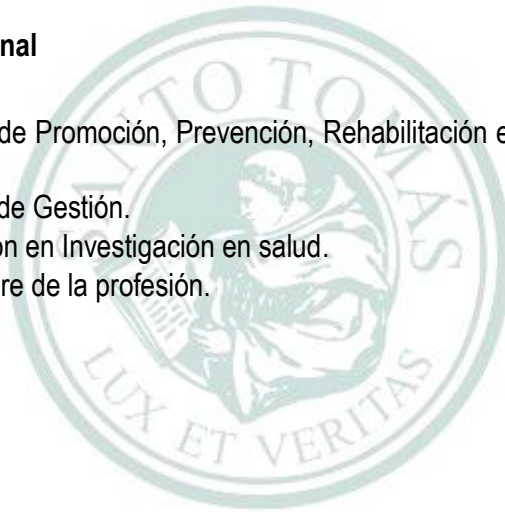 nal
de Promoción, Prevención, Rehabilitación e
de Gestión.
ón en Investigación en salud.
re de la profesión.
SANTO TOMÁS
LUX ET VERITAS